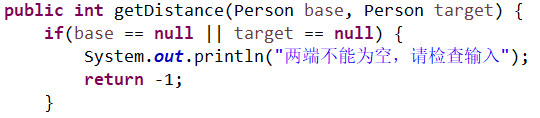 public int getDistance(Person base, Person target) {
    if(base == null || target == null) {
        System.out.println("两端不能为空，请检查输入");
        return -1;
    }